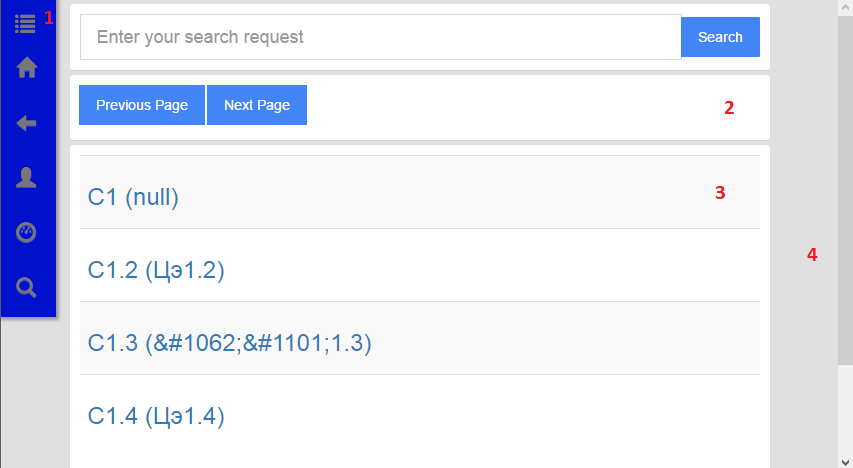 1
Enter your search request
Search
Previous Page
Next Page
2
C1 (null)
3
C1.2 (Цэ1.2)
4
C1.3 (&#1062;&#1101;1.3)
C1.4 (Цэ1.4)